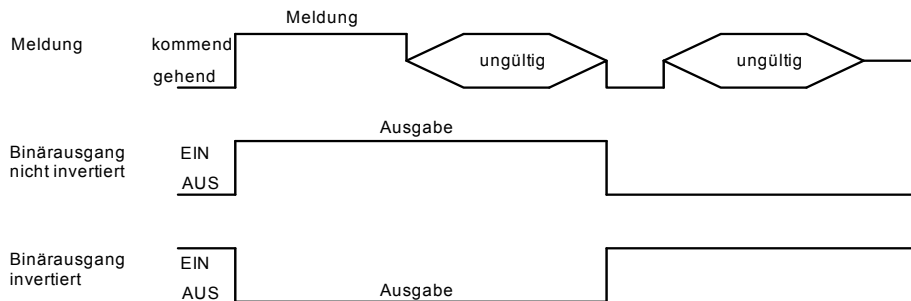 Meldung
Meldung kommend
ungültig ungültig
gehend
Ausgabe
Binärausgang EIN
nicht invertiert
AUS
Binärausgang EIN
invertiert
AUS Ausgabe